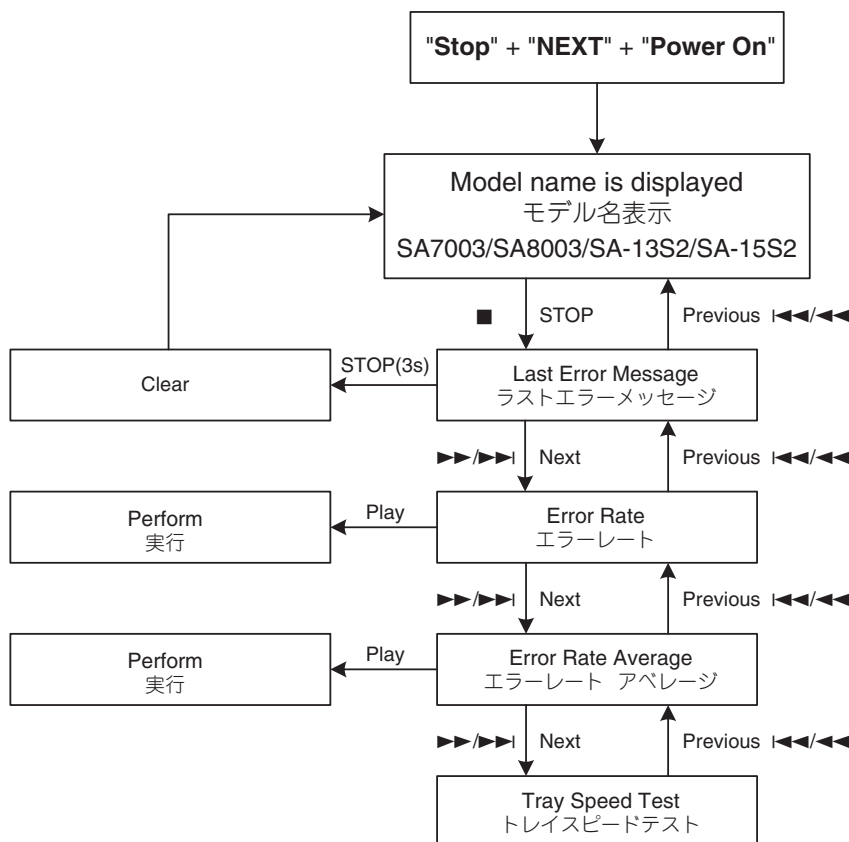 "Stop" + "NEXT" + "Power On"
Model name is displayed
モデル名表示
SA7003/SA8003/SA-13S2/SA-15S2
■ STOP
Previous I◄◄/◄◄
Clear
STOP(3s)
Last Error Message
ラストエラーメッセージ
►►/►►I Next
Previous I◄◄/◄◄
Perform
実行
Play
Error Rate
エラーレート
►►/►►I Next
Previous I◄◄/◄◄
Perform
実行
Play
Error Rate Average
エラーレート アベレージ
►►/►►I Next
Previous I◄◄/◄◄
Tray Speed Test
トレイスピードテスト